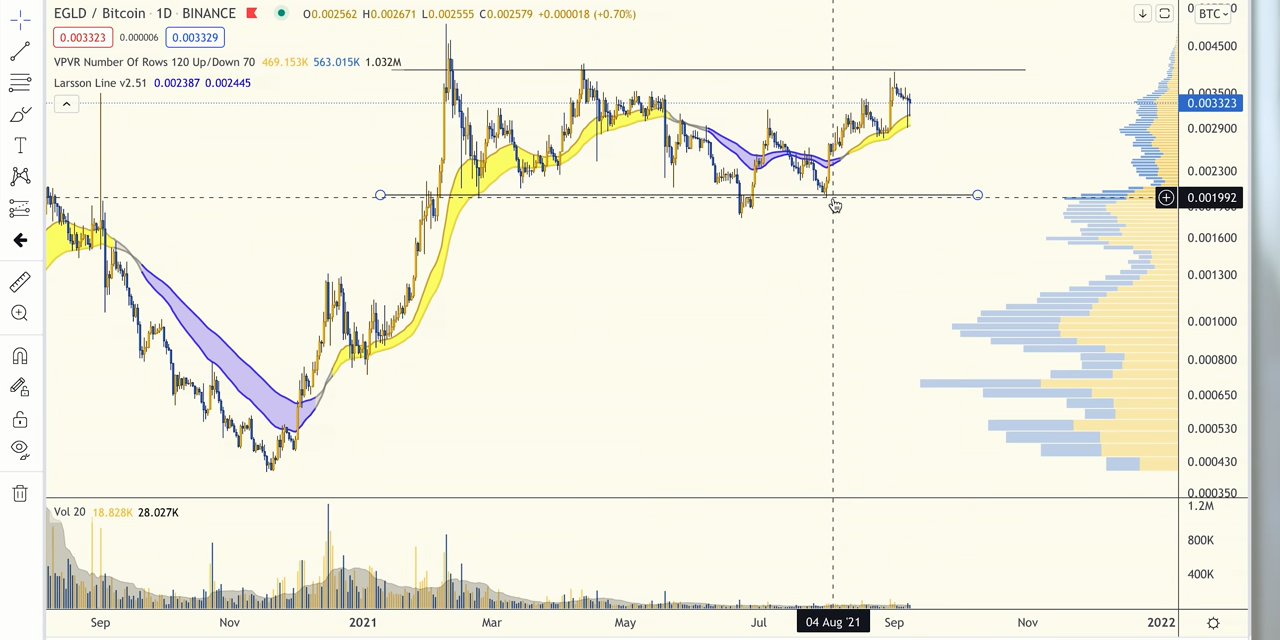 EGLD / Bitcoin · 1D · BINANCE
O0.002562 H0.002671 L0.002555 C0.002579 +0.000018 (+0.70%)
BTC
0.003323
0.000006
0.003329
VPVR Number Of Rows 120 Up/Down 70 469.153K 563.015K 1.032M
Larsson Line v2.51 0.002387 0.002445
0.004500
0.003323
0.002900
0.002300
0.001992
0.001600
0.001300
0.001000
0.000800
0.000650
0.000530
0.000430
0.000350
Vol 20 18.828K 28.027K
1.2M
800K
400K
Sep
Nov
2021
Mar
May
Jul
04 Aug '21
Sep
Nov
2022